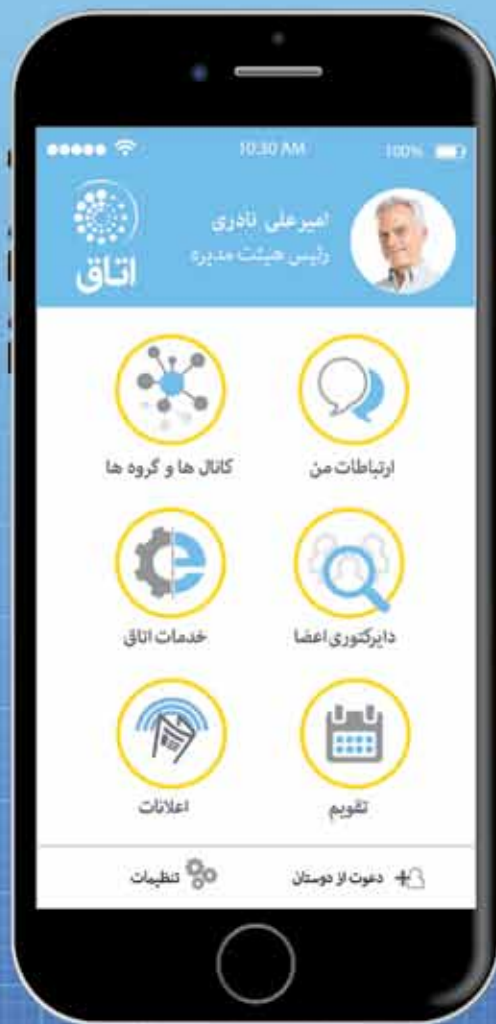 10:30 AM
100%
امیرعلی نادری
رئیس هیئت مدیره
اتاق
ارتباطات من
کانال ها و گروه ها
دایرکتوری اعضا
خدمات اتاق
تقویم
اعلانات
دعوت از دوستان
تنظیمات